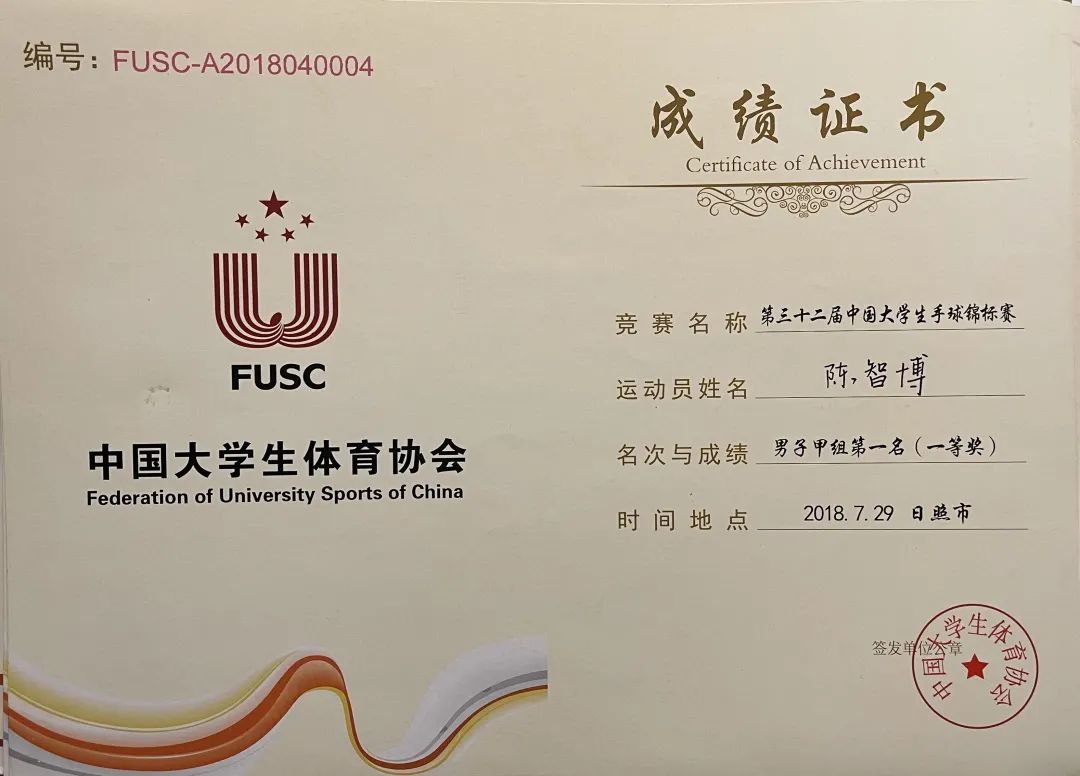 编号：FUSC-A2018040004
FUSC
中国大学生体育协会
Federation of University Sports of China
成绩证书
Certificate of Achievement
竞赛名称 第三十二届中国大学生手球锦标赛
运动员姓名 陈智博
名次与成绩 男子甲组第一名（一等奖）
时间地点 2018.7.29 日照市
签发单位公章
中国大学生体育协会